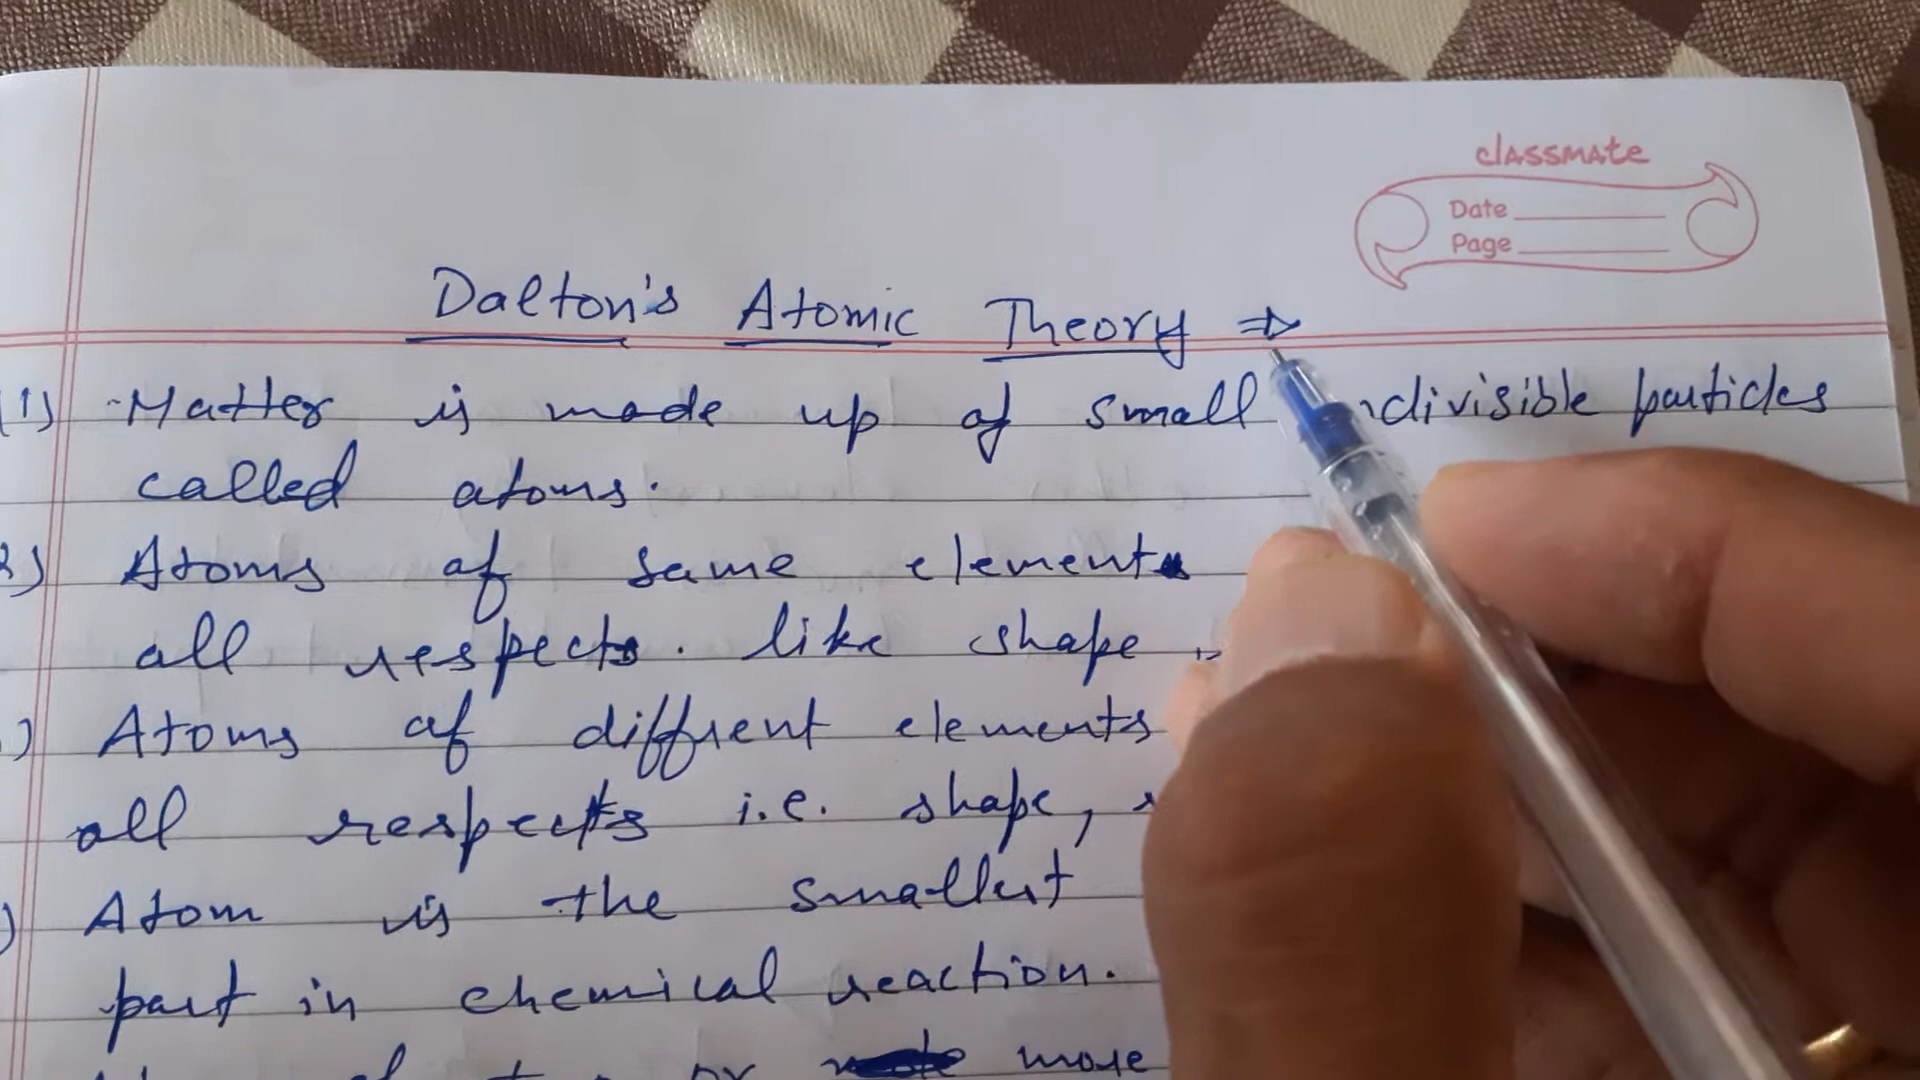 classmate
Date
Page
Dalton's Atomic Theory ⇒
(1) Matter is made up of small ndivisible particles
called atoms.
2) Atoms of same element
all respects. like shape
) Atoms of diffrent elements
all respects i.e. shape,
) Atom is the smallest
part in chemical reaction.
or more